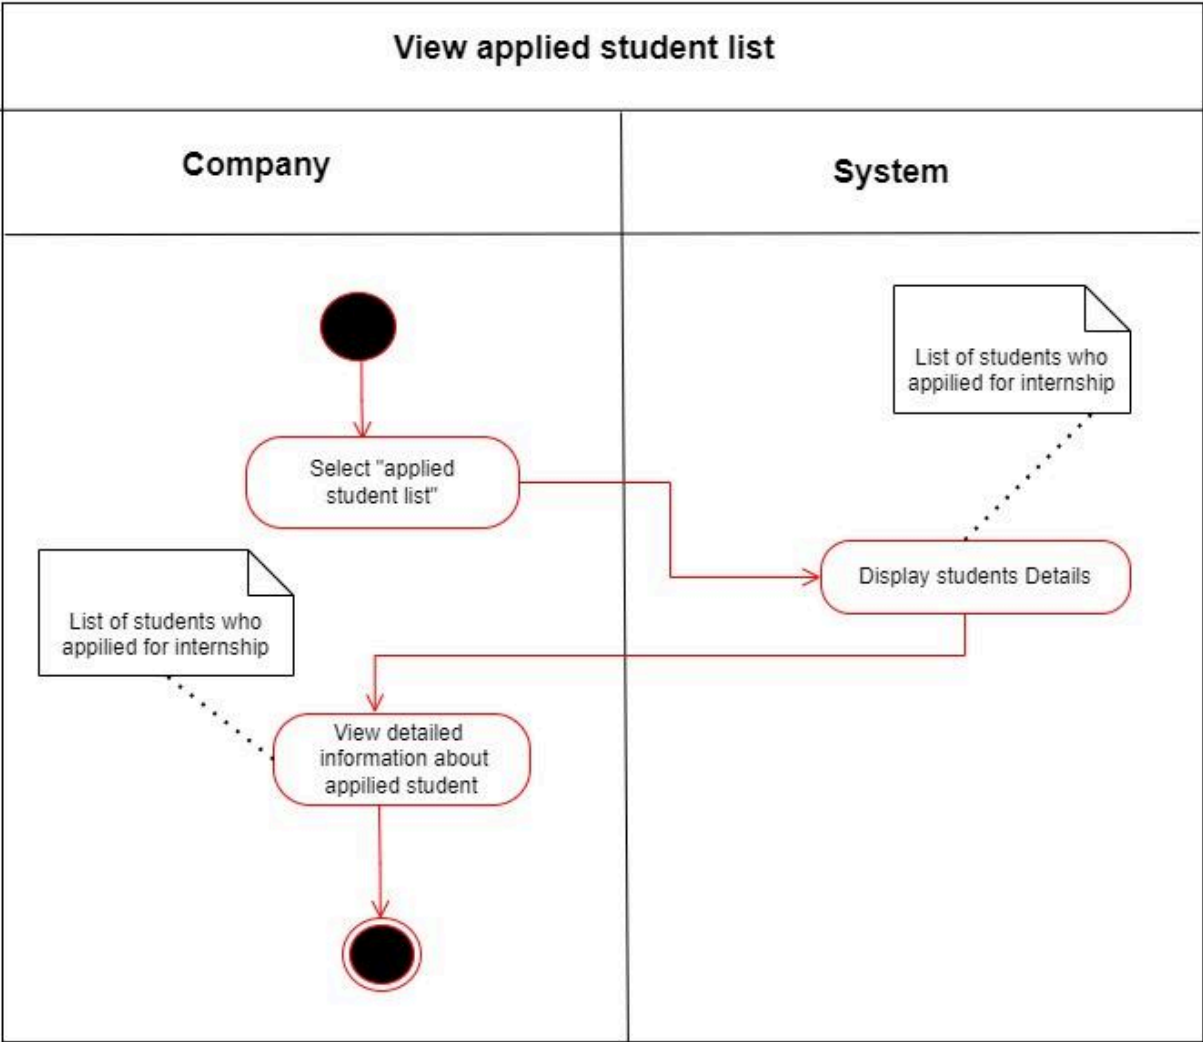 View applied student list
Company
System
List of students who
appilied for internship
Select "applied
student list"
Display students Details
List of students who
appilied for internship
View detailed
information about
appilied student